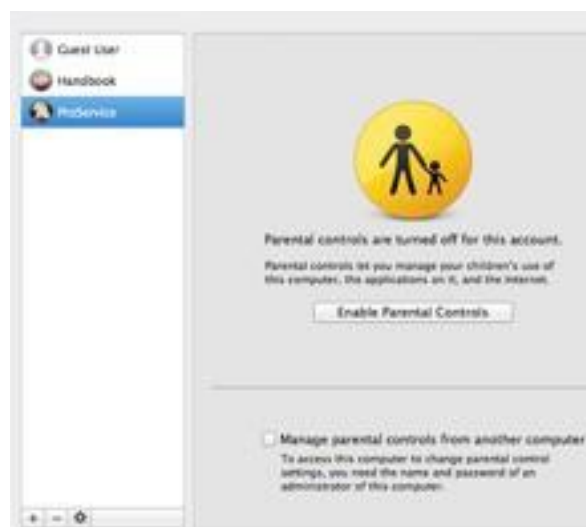 Guest User
Handbook
ProService
Parental controls are turned off for this account.
Parental controls let you manage your children's use of
this computer, the applications on it, and the Internet.
Enable Parental Controls
Manage parental controls from another computer
To access this computer to change parental control
settings, you need the name and password of an
administrator of this computer.